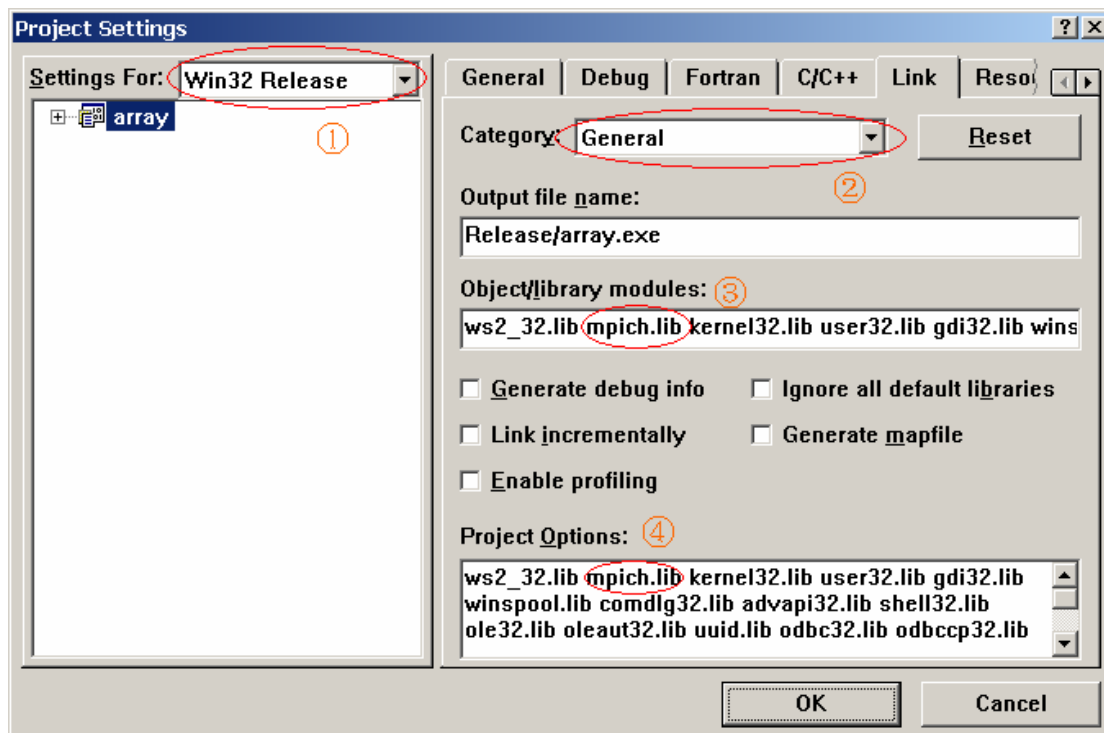 Project Settings
Settings For: Win32 Release
①
array
General Debug Fortran C/C++ Link Resou
Category: General
Reset
②
Output file name:
Release/array.exe
Object/library modules: ③
ws2_32.lib mpich.lib kernel32.lib user32.lib gdi32.lib wins
Generate debug info Ignore all default libraries
Link incrementally Generate mapfile
Enable profiling
Project Options: ④
ws2_32.lib mpich.lib kernel32.lib user32.lib gdi32.lib
winspool.lib comdlg32.lib advapi32.lib shell32.lib
ole32.lib oleaut32.lib uuid.lib odbc32.lib odbccp32.lib
OK Cancel